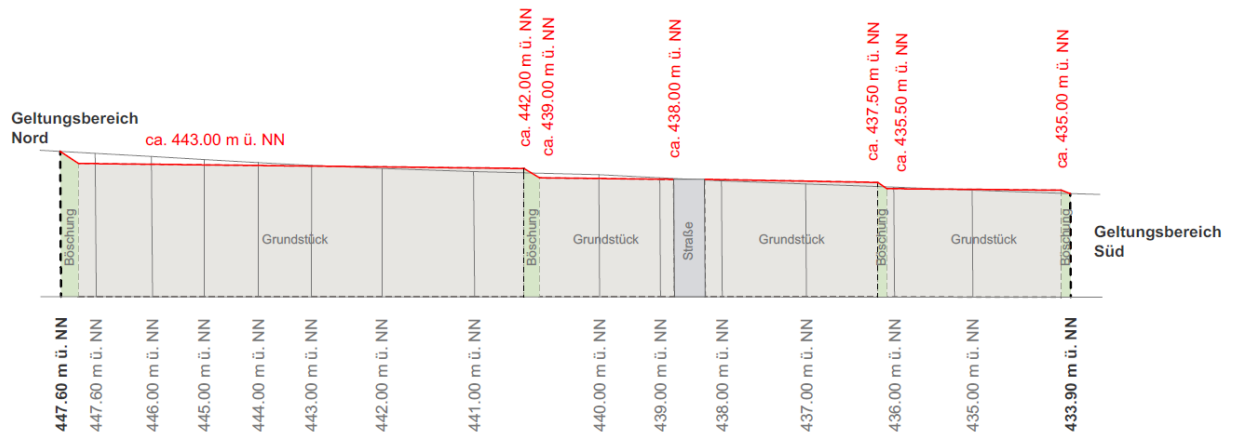 ca. 442.00 m ü. NN
ca. 439.00 m ü. NN
ca. 438.00 m ü. NN
ca. 437.50 m ü. NN
ca. 435.50 m ü. NN
ca. 435.00 m ü. NN
Geltungsbereich
Nord
ca. 443.00 m ü. NN
Böschung
Grundstück
Böschung
Grundstück
Straße
Grundstück
Böschung
Grundstück
Böschung
Geltungsbereich
Süd
447.60 m ü. NN
447.60 m ü. NN
446.00 m ü. NN
445.00 m ü. NN
444.00 m ü. NN
443.00 m ü. NN
442.00 m ü. NN
441.00 m ü. NN
440.00 m ü. NN
439.00 m ü. NN
438.00 m ü. NN
437.00 m ü. NN
436.00 m ü. NN
435.00 m ü. NN
433.90 m ü. NN